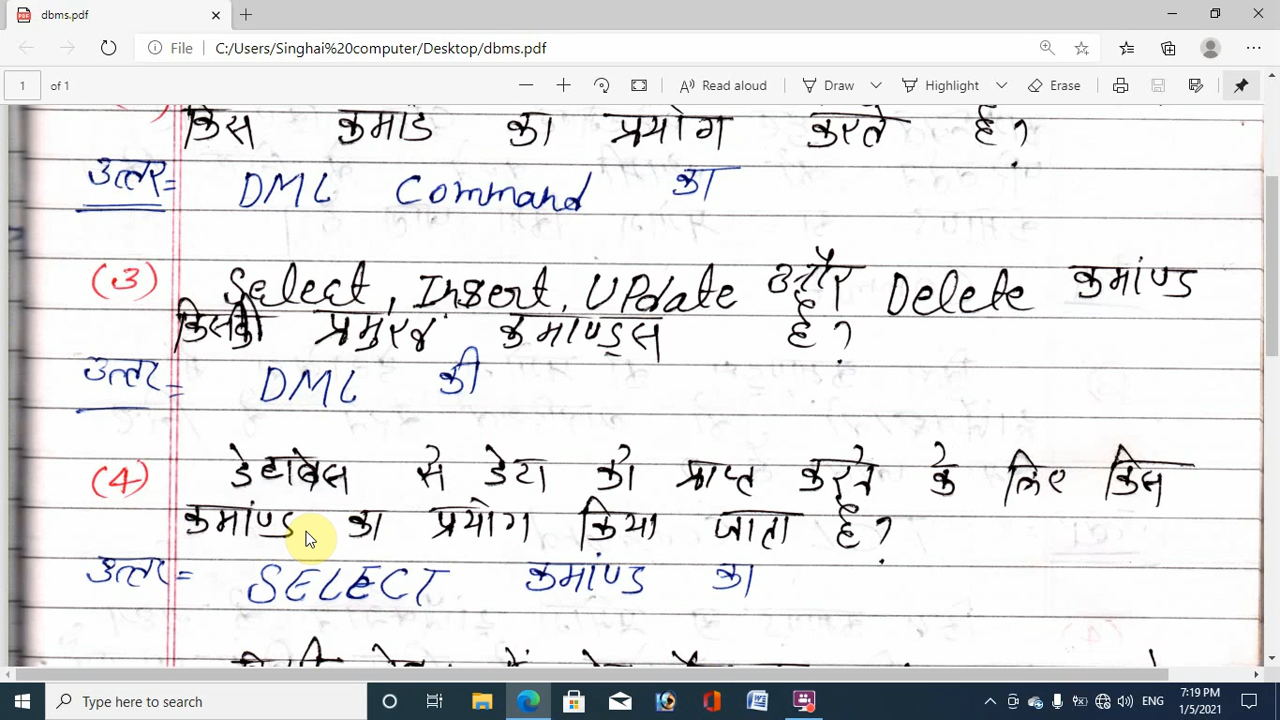 dbms.pdf
File C:/Users/Singhai%20computer/Desktop/dbms.pdf
1 of 1 Read aloud Draw Highlight Erase
किस कमांड का प्रयोग करते है?
उत्तर= DML Command का
(3) Select, Insert, Update और Delete कमांण्ड
किसकी प्रमुख कमाण्ड्स है?
उत्तर= DML की
(4) डेटाबेस से डेटा को प्राप्त करने के लिए किस
कमांण्ड का प्रयोग किया जाता है?
उत्तर= SELECT कमांण्ड का
Type here to search ENG 7:19 PM
1/5/2021